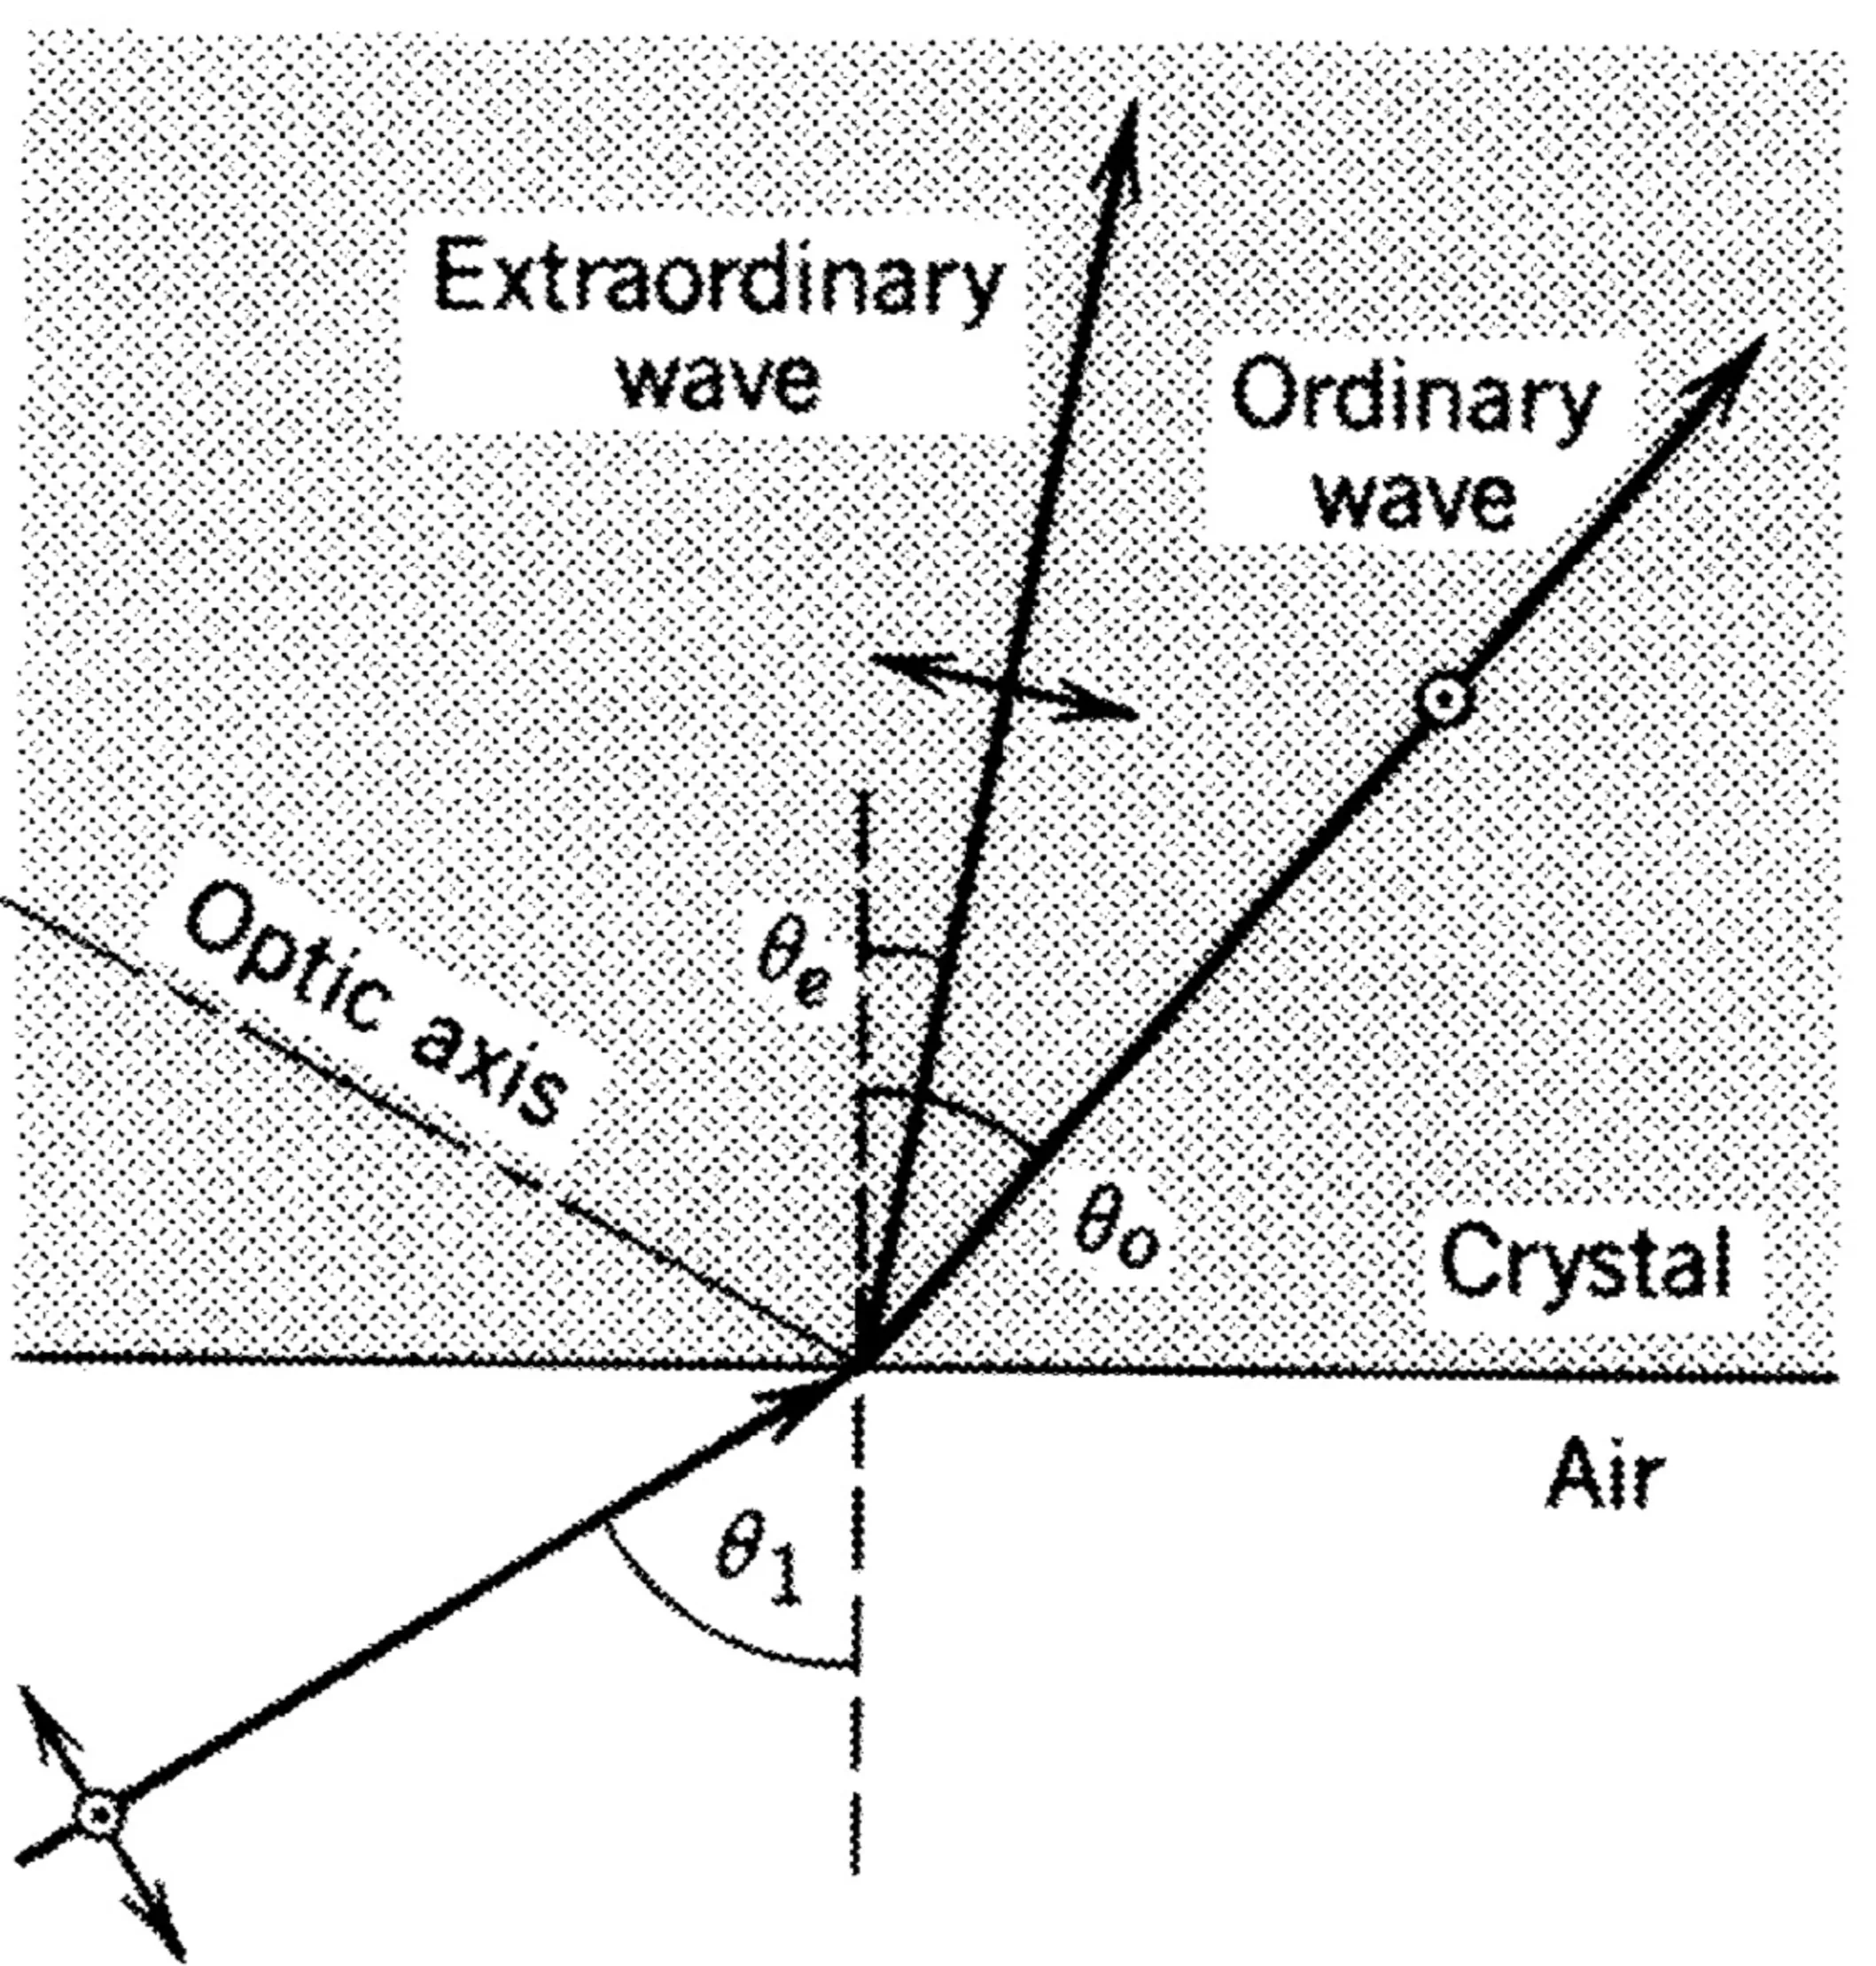 Extraordinary
wave
Ordinary
wave
Optic axis
θe
θo
Crystal
Air
θ1